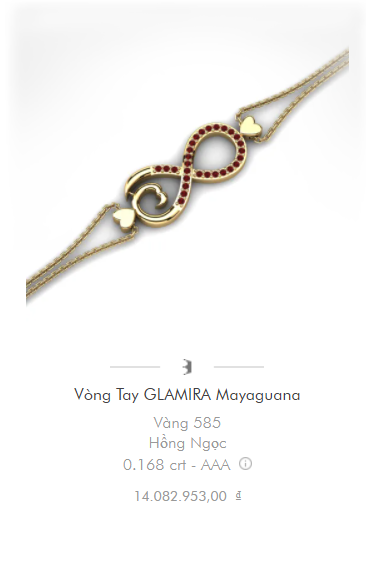 Vòng Tay GLAMIRA Mayaguana
Vàng 585
Hồng Ngọc
0.168 crt - AAA
14.082.953,00 ₫